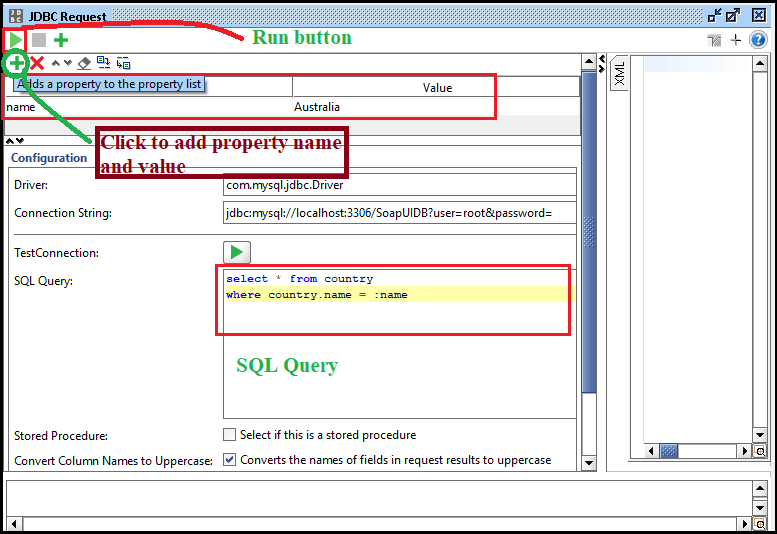 JDBC Request
Run button
Adds a property to the property list
Value
name Australia
Click to add property name
and value
Configuration
Driver: com.mysql.jdbc.Driver
Connection String: jdbc:mysql://localhost:3306/SoapUIDB?user=root&password=
TestConnection:
SQL Query: select * from country
where country.name = :name
SQL Query
Stored Procedure: Select if this is a stored procedure
Convert Column Names to Uppercase: Converts the names of fields in request results to uppercase
XML